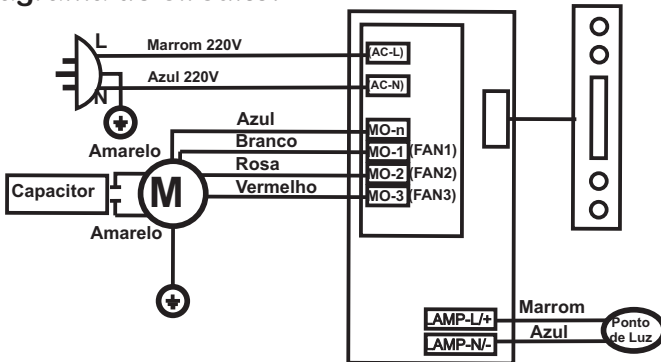 L
Marrom 220V
(AC-L)
Azul 220V
(AC-N)
N
Amarelo
Azul
MO-n
Branco
MO-1 (FAN1)
Rosa
MO-2 (FAN2)
Vermelho
MO-3 (FAN3)
Capacitor
M
Amarelo
LAMP-L/+
Marrom
LAMP-N/-
Azul
Ponto
de Luz